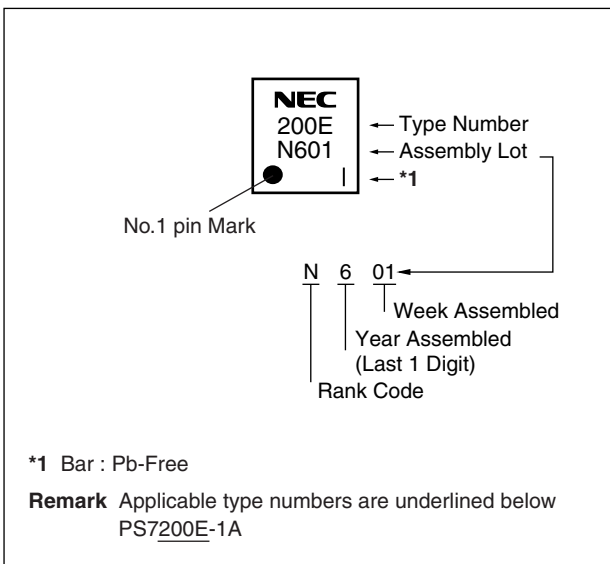 NEC
200E
N601
|
← Type Number
← Assembly Lot
← *1
No.1 pin Mark
N 6 01
Week Assembled
Year Assembled
(Last 1 Digit)
Rank Code
*1 Bar : Pb-Free
Remark Applicable type numbers are underlined below
PS7200E-1A